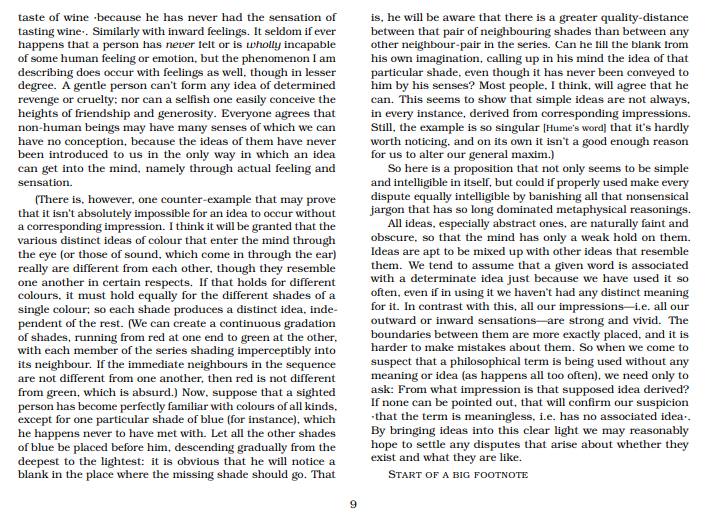 taste of wine ·because he has never had the sensation of
tasting wine·. Similarly with inward feelings. It seldom if ever
happens that a person has never felt or is wholly incapable
of some human feeling or emotion, but the phenomenon I am
describing does occur with feelings as well, though in lesser
degree. A gentle person can't form any idea of determined
revenge or cruelty; nor can a selfish one easily conceive the
heights of friendship and generosity. Everyone agrees that
non-human beings may have many senses of which we can
have no conception, because the ideas of them have never
been introduced to us in the only way in which an idea
can get into the mind, namely through actual feeling and
sensation.
(There is, however, one counter-example that may prove
that it isn't absolutely impossible for an idea to occur without
a corresponding impression. I think it will be granted that the
various distinct ideas of colour that enter the mind through
the eye (or those of sound, which come in through the ear)
really are different from each other, though they resemble
one another in certain respects. If that holds for different
colours, it must hold equally for the different shades of a
single colour; so each shade produces a distinct idea, inde-
pendent of the rest. (We can create a continuous gradation
of shades, running from red at one end to green at the other,
with each member of the series shading imperceptibly into
its neighbour. If the immediate neighbours in the sequence
are not different from one another, then red is not different
from green, which is absurd.) Now, suppose that a sighted
person has become perfectly familiar with colours of all kinds,
except for one particular shade of blue (for instance), which
he happens never to have met with. Let all the other shades
of blue be placed before him, descending gradually from the
deepest to the lightest: it is obvious that he will notice a
blank in the place where the missing shade should go. That
is, he will be aware that there is a greater quality-distance
between that pair of neighbouring shades than between any
other neighbour-pair in the series. Can he fill the blank from
his own imagination, calling up in his mind the idea of that
particular shade, even though it has never been conveyed to
him by his senses? Most people, I think, will agree that he
can. This seems to show that simple ideas are not always,
in every instance, derived from corresponding impressions.
Still, the example is so singular [Hume's word] that it's hardly
worth noticing, and on its own it isn't a good enough reason
for us to alter our general maxim.)
So here is a proposition that not only seems to be simple
and intelligible in itself, but could if properly used make every
dispute equally intelligible by banishing all that nonsensical
jargon that has so long dominated metaphysical reasonings.
All ideas, especially abstract ones, are naturally faint and
obscure, so that the mind has only a weak hold on them.
Ideas are apt to be mixed up with other ideas that resemble
them. We tend to assume that a given word is associated
with a determinate idea just because we have used it so
often, even if in using it we haven't had any distinct meaning
for it. In contrast with this, all our impressions—i.e. all our
outward or inward sensations—are strong and vivid. The
boundaries between them are more exactly placed, and it is
harder to make mistakes about them. So when we come to
suspect that a philosophical term is being used without any
meaning or idea (as happens all too often), we need only to
ask: From what impression is that supposed idea derived?
If none can be pointed out, that will confirm our suspicion
·that the term is meaningless, i.e. has no associated idea·.
By bringing ideas into this clear light we may reasonably
hope to settle any disputes that arise about whether they
exist and what they are like.
START OF A BIG FOOTNOTE
9